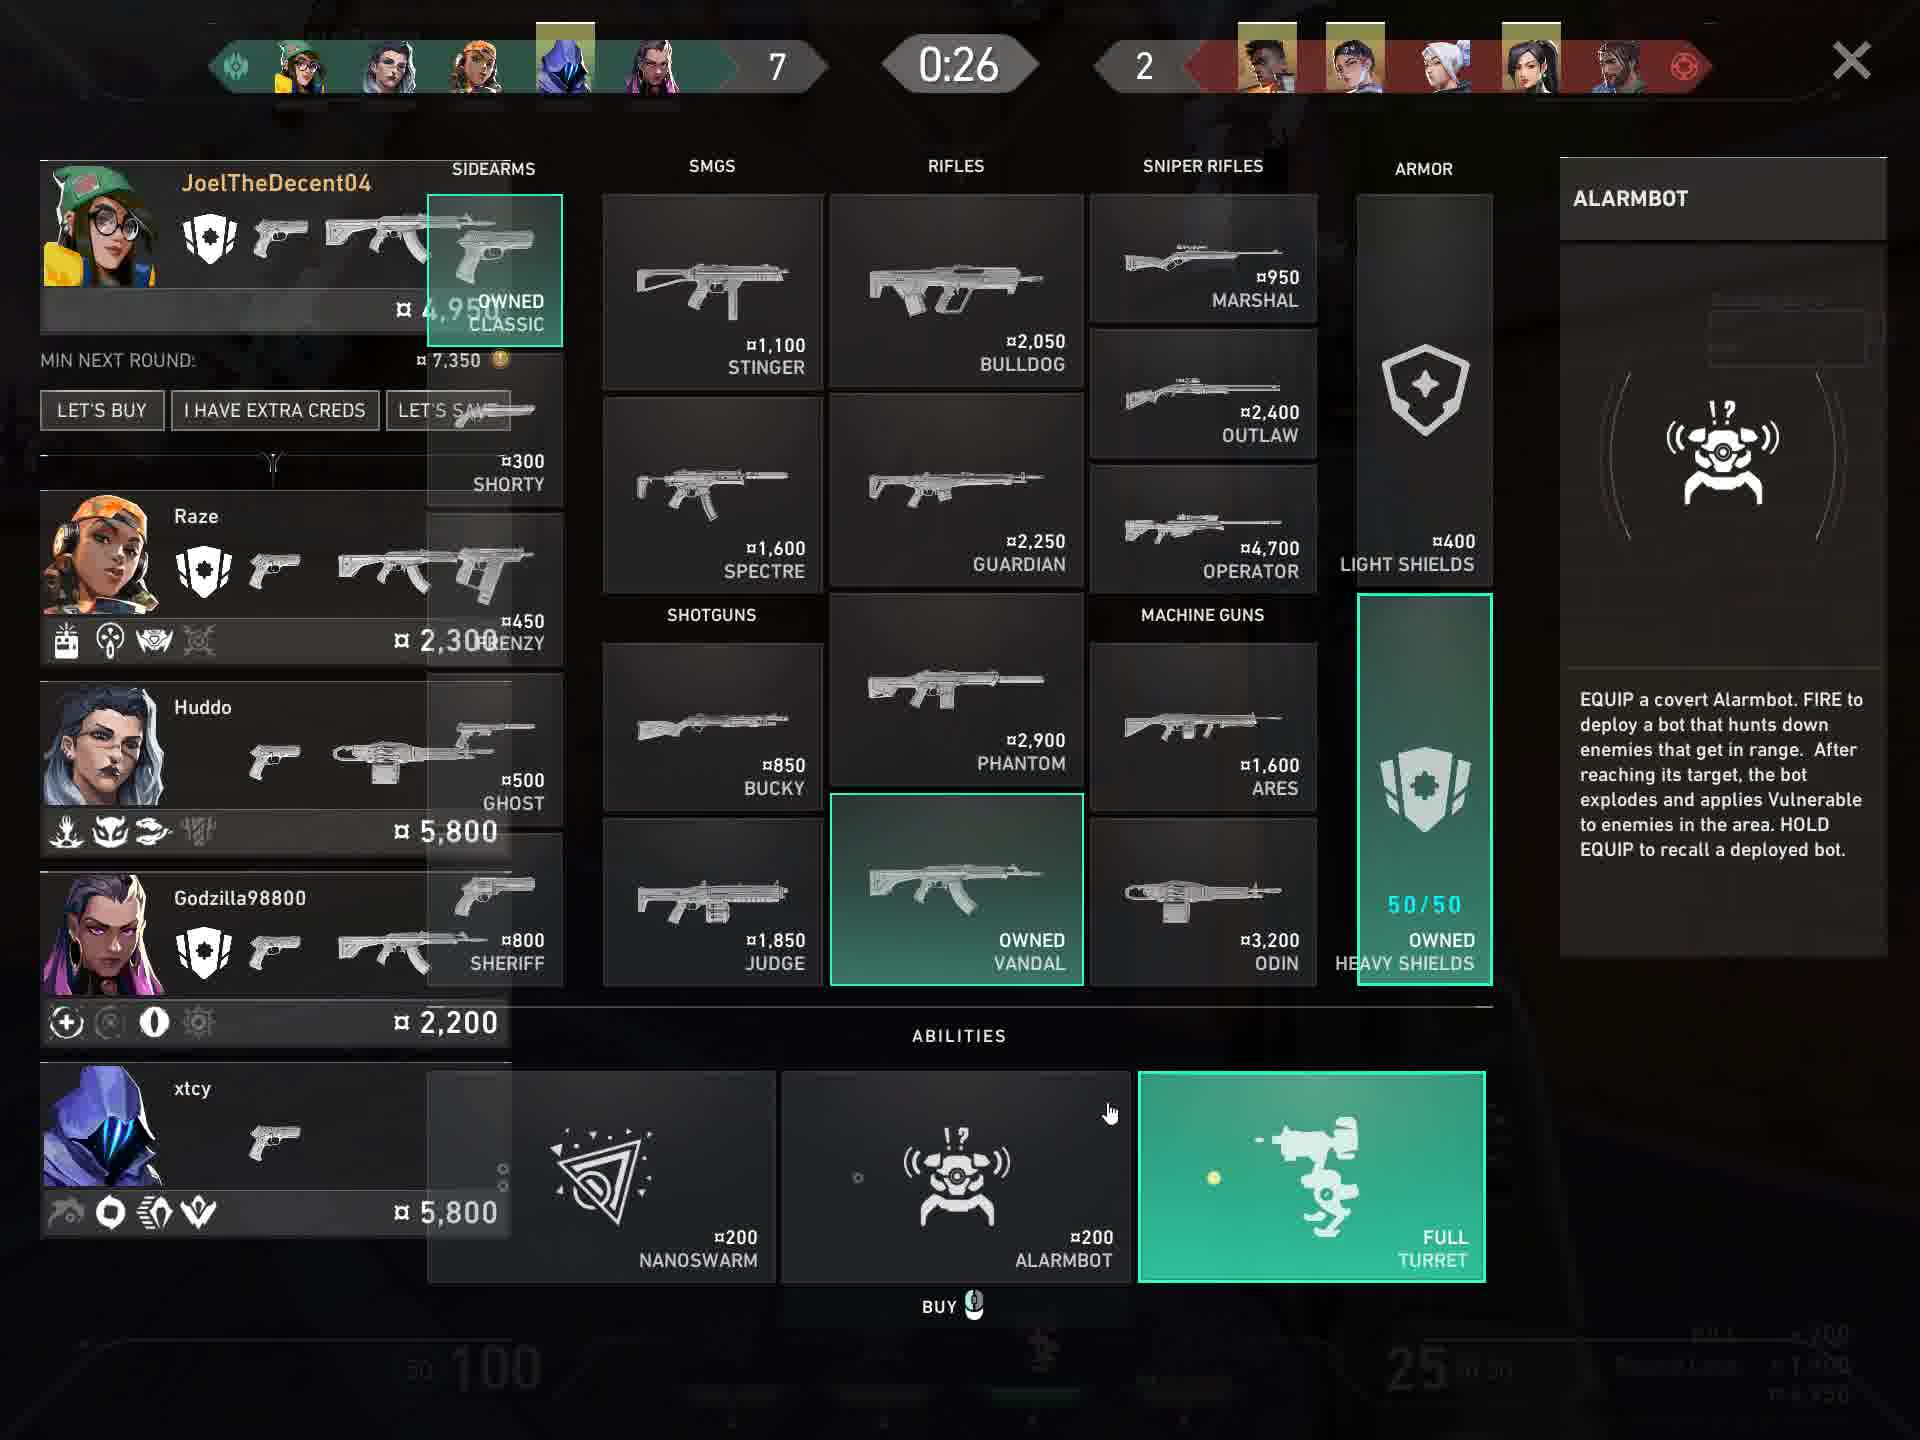 7
0:26
2
JoelTheDecent04
¤ 4,950
MIN NEXT ROUND:
¤ 7,350
LET'S BUY
I HAVE EXTRA CREDS
LET'S SAVE
Raze
¤ 2,300
Huddo
¤ 5,800
Godzilla98800
¤ 2,200
xtcy
¤ 5,800
SIDEARMS
OWNED
CLASSIC
¤300
SHORTY
¤450
FRENZY
¤500
GHOST
¤800
SHERIFF
SMGS
¤1,100
STINGER
¤1,600
SPECTRE
SHOTGUNS
¤850
BUCKY
¤1,850
JUDGE
RIFLES
¤2,050
BULLDOG
¤2,250
GUARDIAN
¤2,900
PHANTOM
OWNED
VANDAL
SNIPER RIFLES
¤950
MARSHAL
¤2,400
OUTLAW
¤4,700
OPERATOR
MACHINE GUNS
¤1,600
ARES
¤3,200
ODIN
ARMOR
¤400
LIGHT SHIELDS
50/50
OWNED
HEAVY SHIELDS
ABILITIES
¤200
NANOSWARM
!?
¤200
ALARMBOT
FULL
TURRET
BUY
ALARMBOT
!?
EQUIP a covert Alarmbot. FIRE to
deploy a bot that hunts down
enemies that get in range. After
reaching its target, the bot
explodes and applies Vulnerable
to enemies in the area. HOLD
EQUIP to recall a deployed bot.
50
100
25